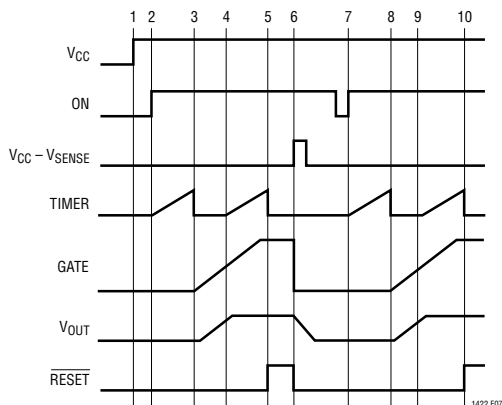 1 2 3 4 5 6 7 8 9 10
VCC
ON
VCC – VSENSE
TIMER
GATE
VOUT
RESET
1422 F07